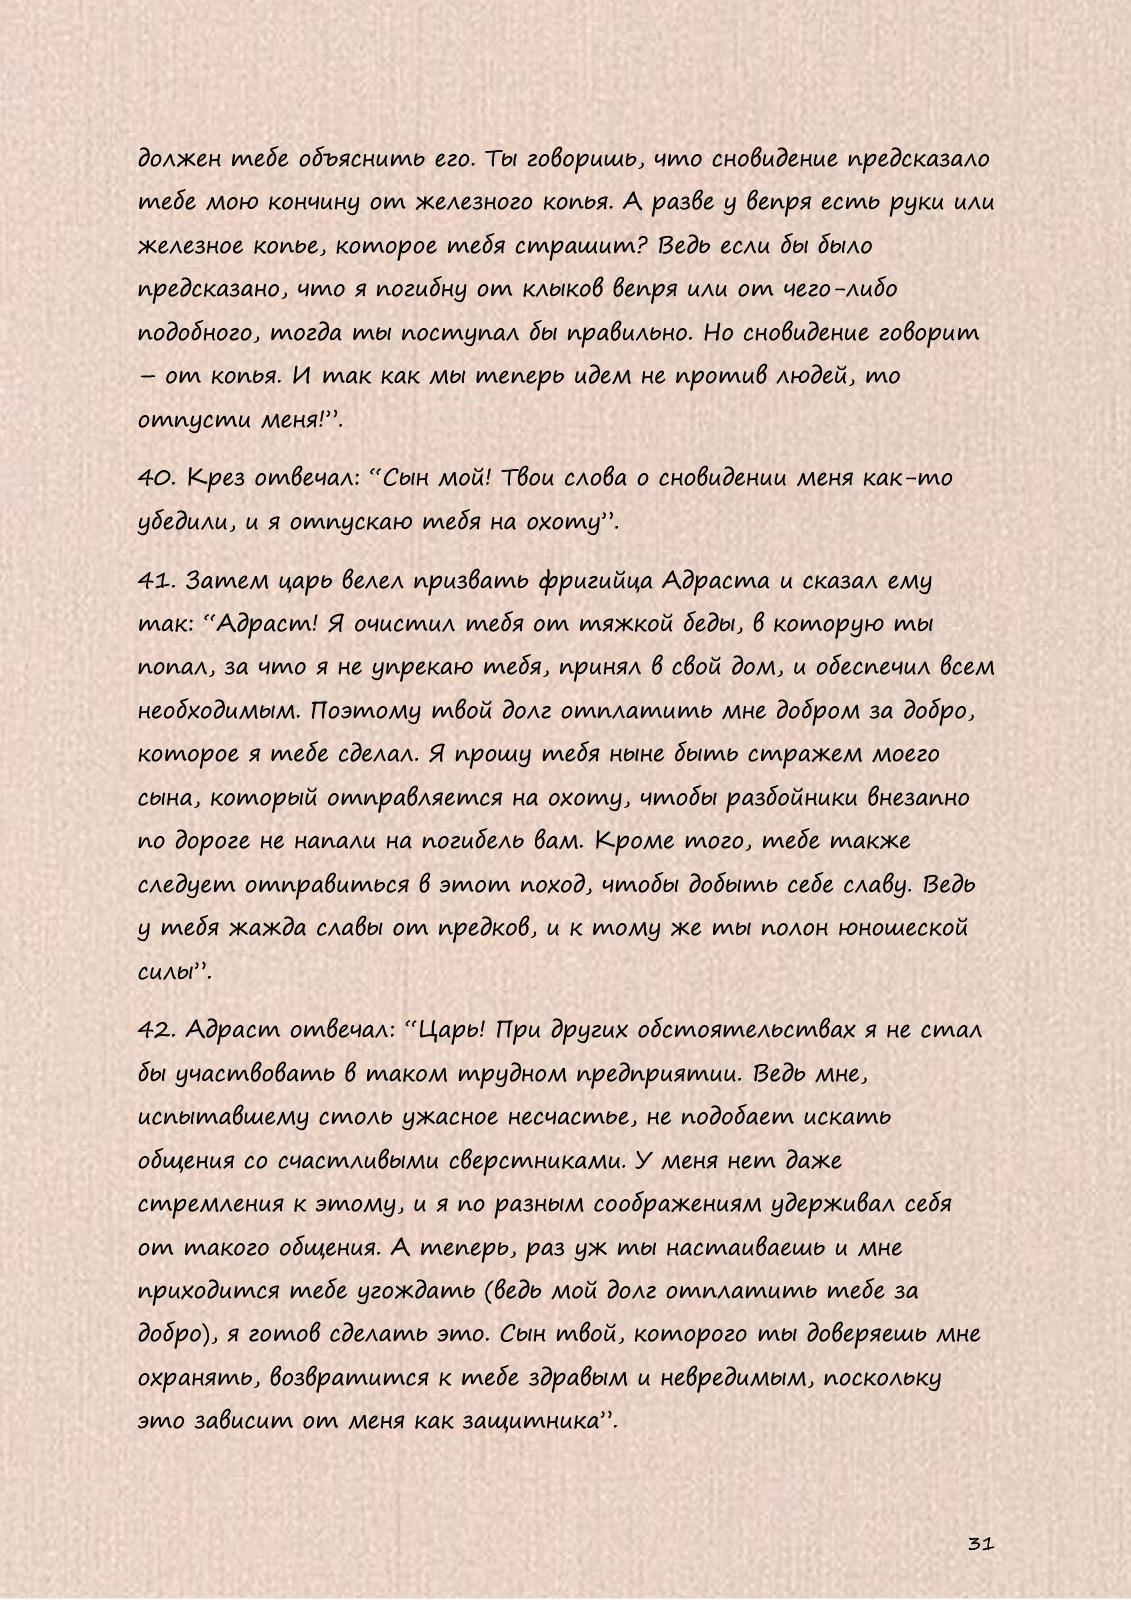 должен тебе объяснить его. Ты говоришь, что сновидение предсказало
тебе мою кончину от железного копья. А разве у вепря есть руки или
железное копье, которое тебя страшит? Ведь если бы было
предсказано, что я погибну от клыков вепря или от чего-либо
подобного, тогда ты поступал бы правильно. Но сновидение говорит
– от копья. И так как мы теперь идем не против людей, то
отпусти меня!”.
40. Крез отвечал: “Сын мой! Твои слова о сновидении меня как-то
убедили, и я отпускаю тебя на охоту”.
41. Затем царь велел призвать фригийца Адраста и сказал ему
так: “Адраст! Я очистил тебя от тяжкой беды, в которую ты
попал, за что я не упрекаю тебя, принял в свой дом, и обеспечил всем
необходимым. Поэтому твой долг отплатить мне добром за добро,
которое я тебе сделал. Я прошу тебя ныне быть стражем моего
сына, который отправляется на охоту, чтобы разбойники внезапно
по дороге не напали на погибель вам. Кроме того, тебе также
следует отправиться в этот поход, чтобы добыть себе славу. Ведь
у тебя жажда славы от предков, и к тому же ты полон юношеской
силы”.
42. Адраст отвечал: “Царь! При других обстоятельствах я не стал
бы участвовать в таком трудном предприятии. Ведь мне,
испытавшему столь ужасное несчастье, не подобает искать
общения со счастливыми сверстниками. У меня нет даже
стремления к этому, и я по разным соображениям удерживал себя
от такого общения. А теперь, раз уж ты настаиваешь и мне
приходится тебе угождать (ведь мой долг отплатить тебе за
добро), я готов сделать это. Сын твой, которого ты доверяешь мне
охранять, возвратится к тебе здравым и невредимым, поскольку
это зависит от меня как защитника”.
31